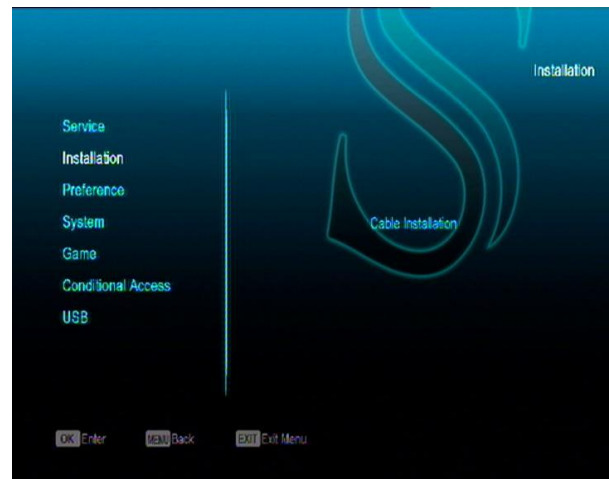 Installation
Service
Installation
Preference
System
Game
Conditional Access
USB
Cable Installation
OK Enter MENU Back EXIT Exit Menu